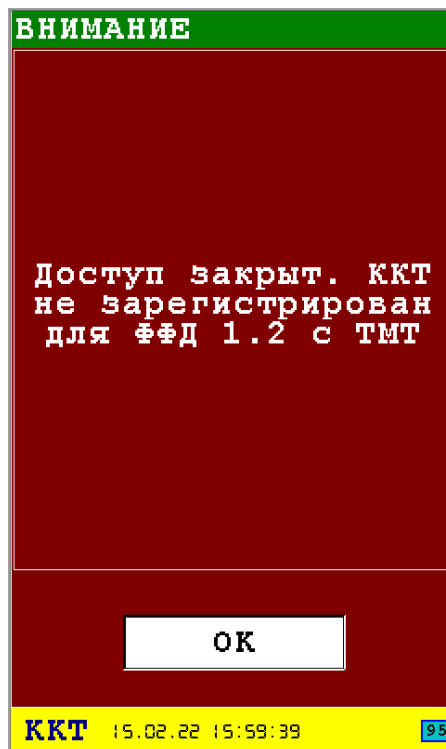 ВНИМАНИЕ
Доступ закрыт. ККТ
не зарегистрирован
для ФФД 1.2 с ТМТ
ОК
ККТ 15.02.22 15:59:39 95